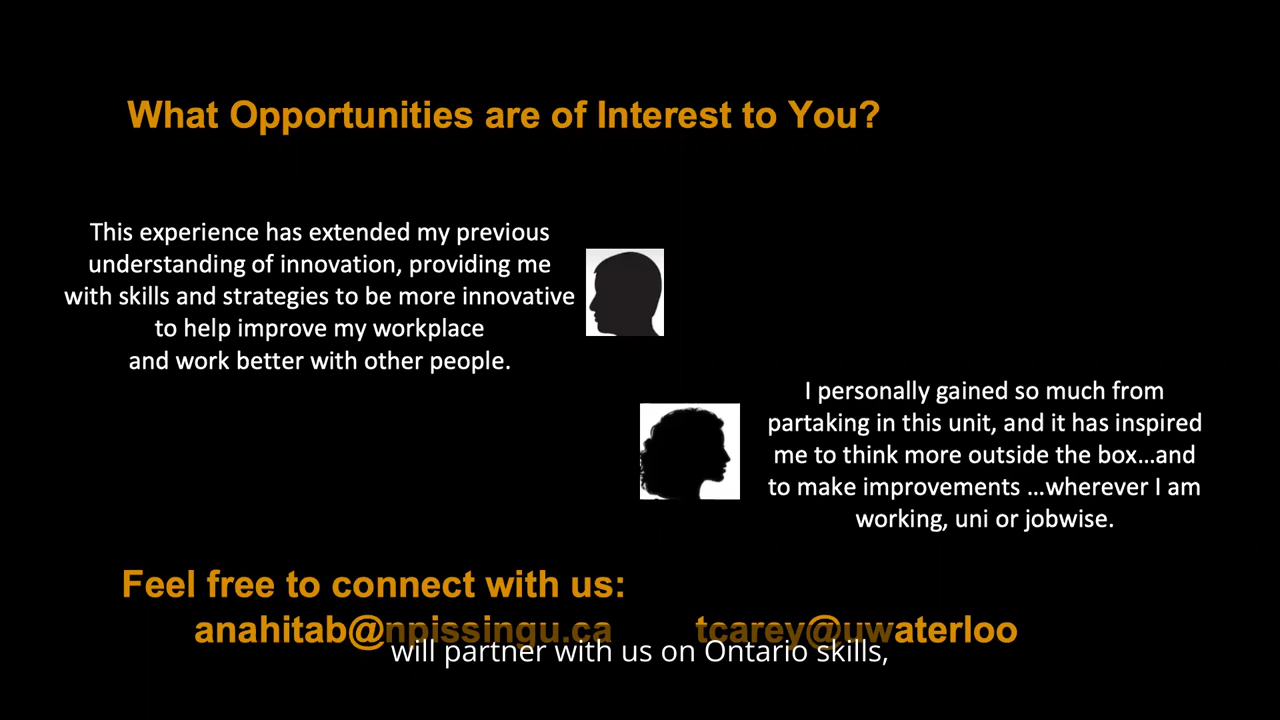 What Opportunities are of Interest to You?
This experience has extended my previous
understanding of innovation, providing me
with skills and strategies to be more innovative
to help improve my workplace
and work better with other people.
I personally gained so much from
partaking in this unit, and it has inspired
me to think more outside the box...and
to make improvements ...wherever I am
working, uni or jobwise.
Feel free to connect with us:
anahitab@npissingu.ca tcarey@uwaterloo
will partner with us on Ontario skills,